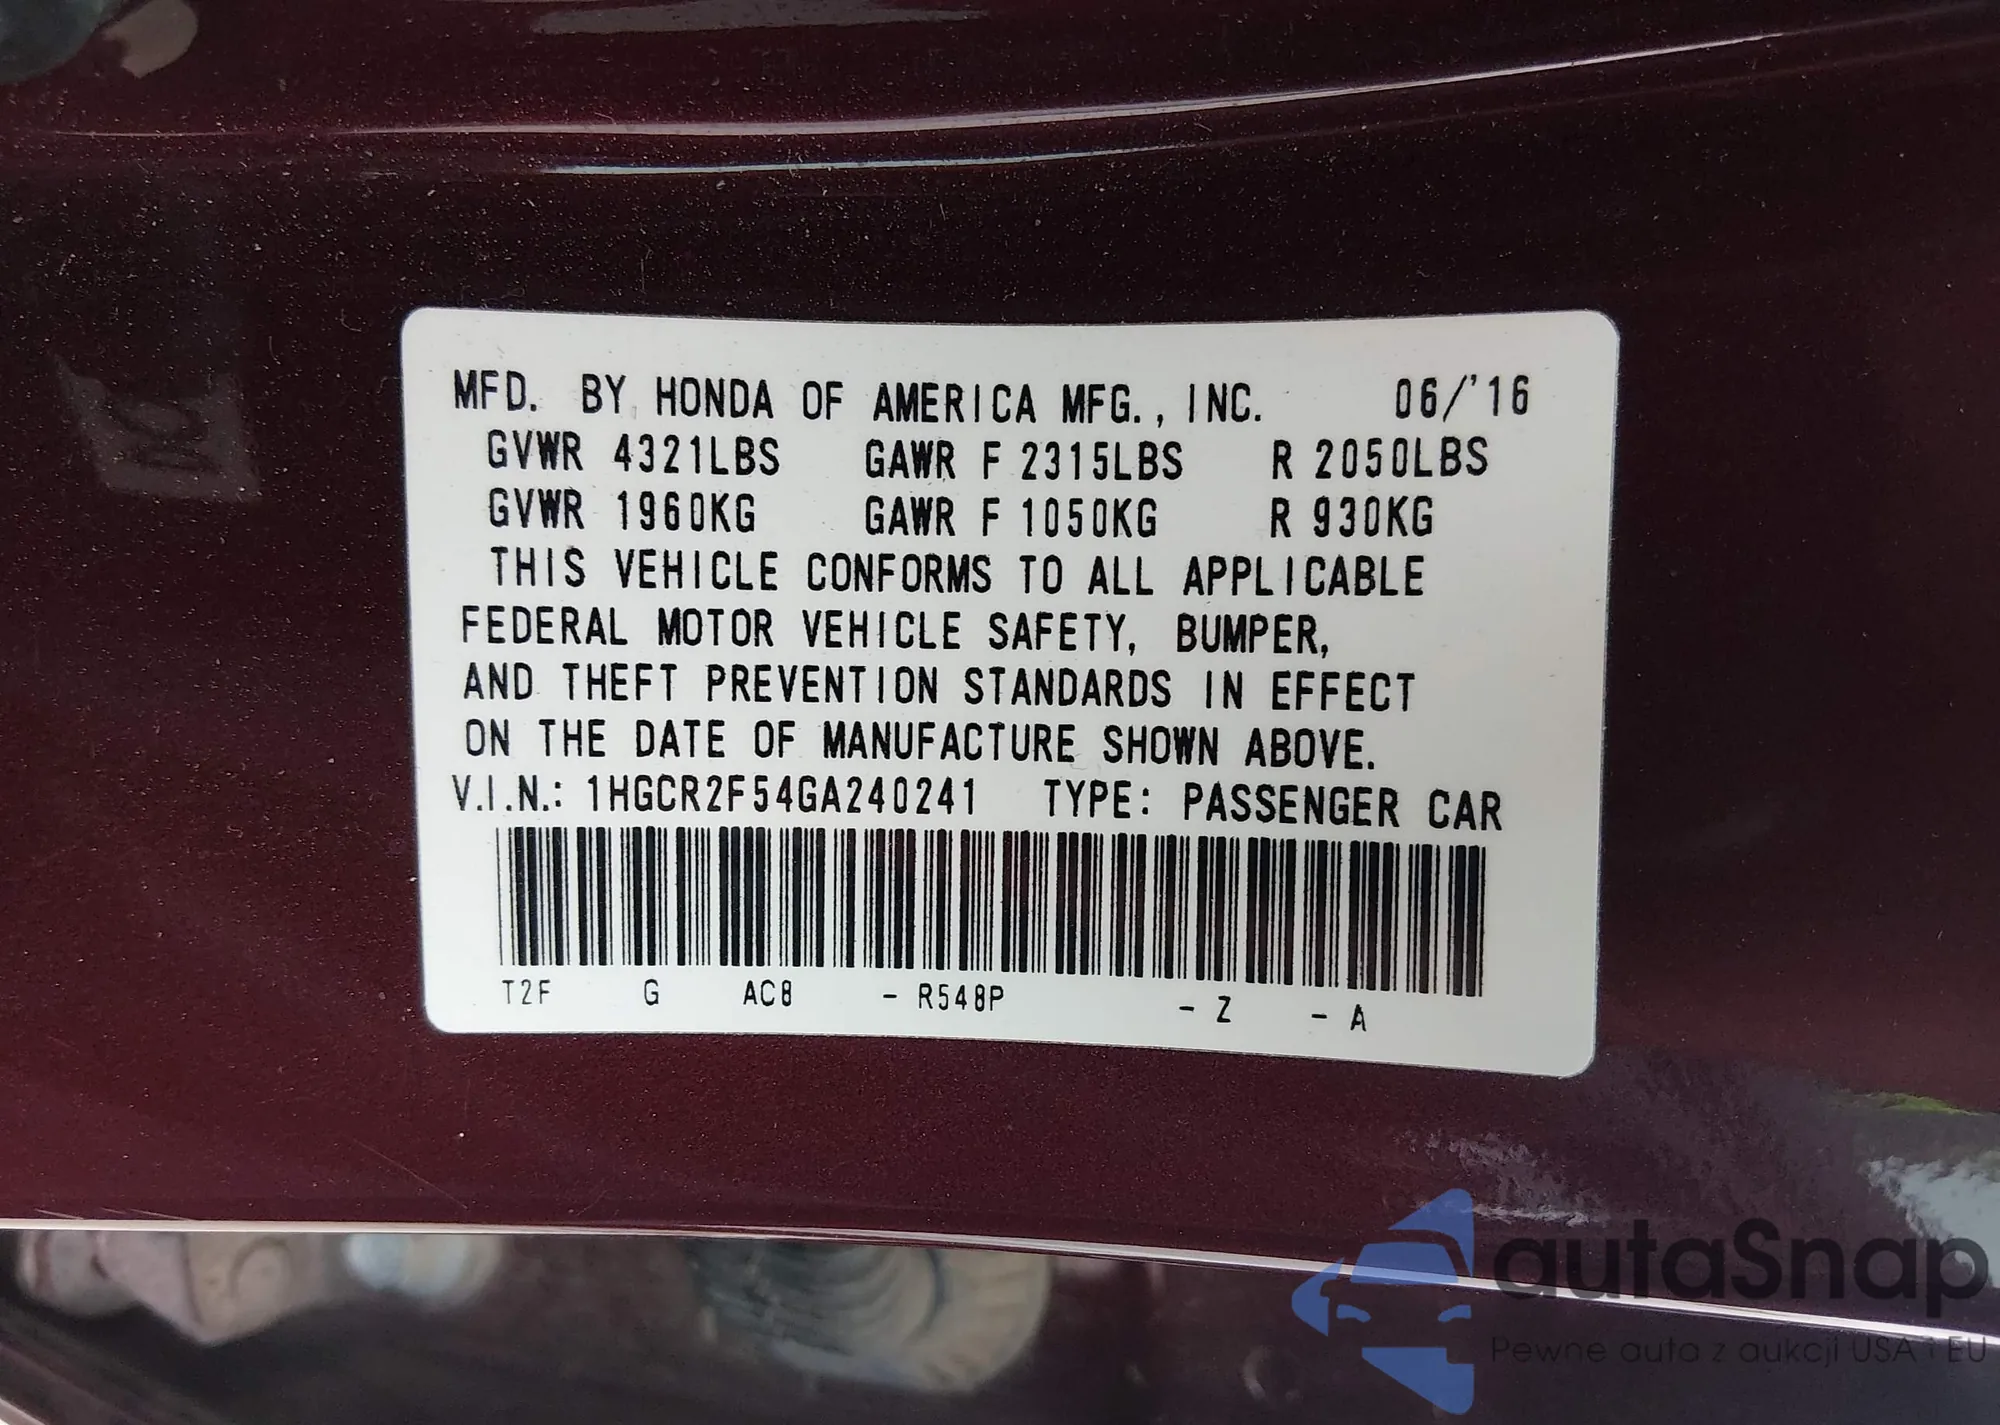 MFD. BY HONDA OF AMERICA MFG., INC. 06/'16
GVWR 4321LBS GAWR F 2315LBS R 2050LBS
GVWR 1960KG GAWR F 1050KG R 930KG
THIS VEHICLE CONFORMS TO ALL APPLICABLE
FEDERAL MOTOR VEHICLE SAFETY, BUMPER,
AND THEFT PREVENTION STANDARDS IN EFFECT
ON THE DATE OF MANUFACTURE SHOWN ABOVE.
V.I.N.: 1HGCR2F54GA240241 TYPE: PASSENGER CAR
T2F G AC8 - R548P - Z - A
autaSnap
Pewne auta z aukcji USA i EU